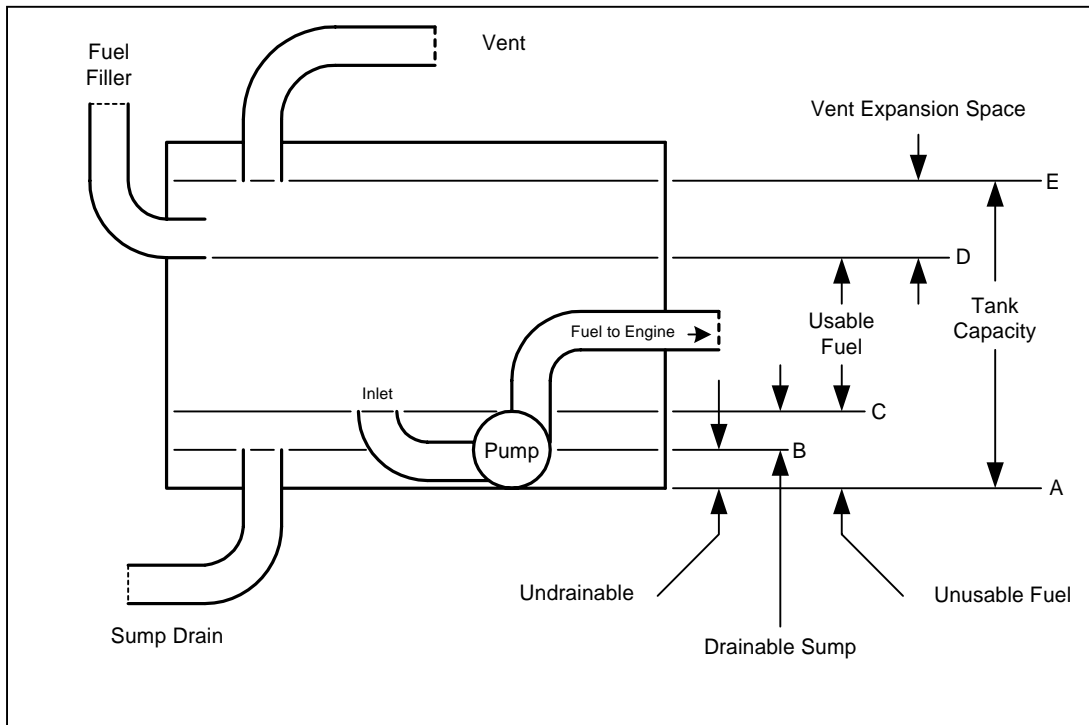 Fuel
Filler
Vent
Vent Expansion Space
E
D
Tank
Capacity
Usable
Fuel
Fuel to Engine
Inlet
C
Pump
B
A
Undrainable
Unusable Fuel
Sump Drain
Drainable Sump